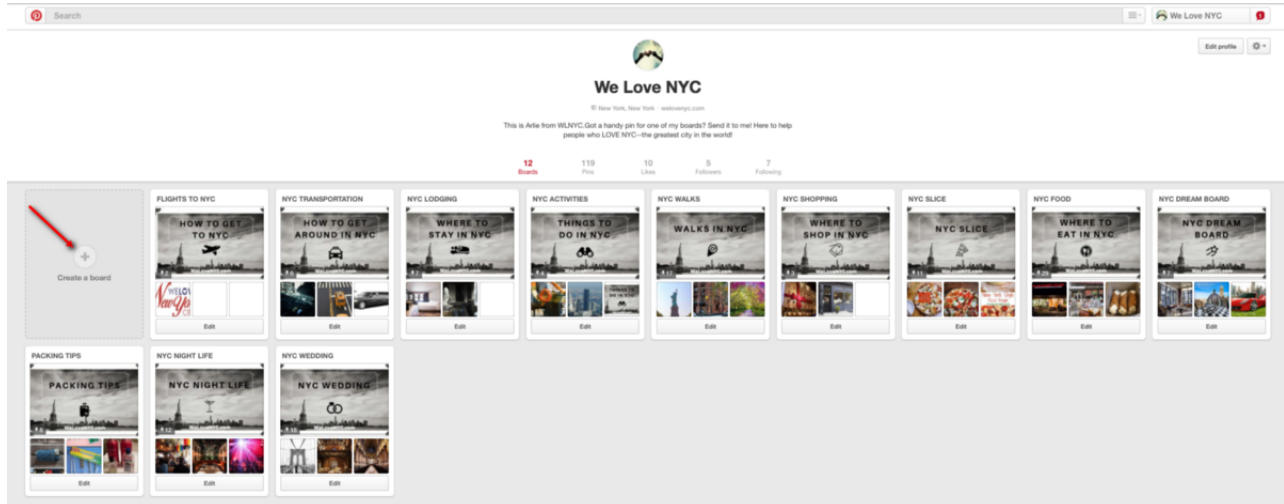 Search
We Love NYC
Edit profile
We Love NYC
New York, New York · welovenyc.com
This is Arlie from WLNYC.Got a handy pin for one of my boards? Send it to me! Here to help
people who LOVE NYC--the greatest city in the world!
12 119 10 5 7
Boards Pins Likes Followers Following
Create a board
FLIGHTS TO NYC
HOW TO GET
TO NYC
Edit
NYC TRANSPORTATION
HOW TO GET
AROUND IN NYC
Edit
NYC LODGING
WHERE TO
STAY IN NYC
Edit
NYC ACTIVITIES
THINGS TO
DO IN NYC
Edit
NYC WALKS
WALKS IN NYC
Edit
NYC SHOPPING
WHERE TO
SHOP IN NYC
Edit
NYC SLICE
NYC SLICE
Edit
NYC FOOD
WHERE TO
EAT IN NYC
Edit
NYC DREAM BOARD
NYC DREAM
BOARD
Edit
PACKING TIPS
PACKING TIPS
Edit
NYC NIGHT LIFE
NYC NIGHT LIFE
Edit
NYC WEDDING
NYC WEDDING
Edit